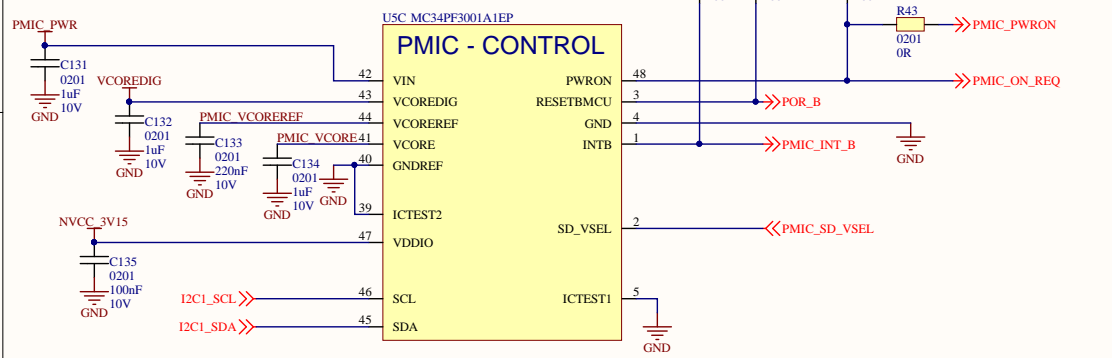 U5C MC34PF3001A1EP
PMIC - CONTROL
PMIC_PWR
C131
0201
1uF
10V
GND
VCOREDIG
C132
0201
1uF
10V
GND
PMIC_VCOREREF
C133
0201
220nF
10V
GND
PMIC_VCORE
C134
0201
1uF
10V
GND
GND
NVCC_3V15
C135
0201
100nF
10V
GND
I2C1_SCL
I2C1_SDA
42 VIN
43 VCOREDIG
44 VCOREREF
41 VCORE
40 GNDREF
39 ICTEST2
47 VDDIO
46 SCL
45 SDA
PWRON 48
RESETBMCU 3
GND 4
INTB 1
SD_VSEL 2
ICTEST1 5
R43
0201
0R
PMIC_PWRON
PMIC_ON_REQ
POR_B
GND
PMIC_INT_B
PMIC_SD_VSEL
GND